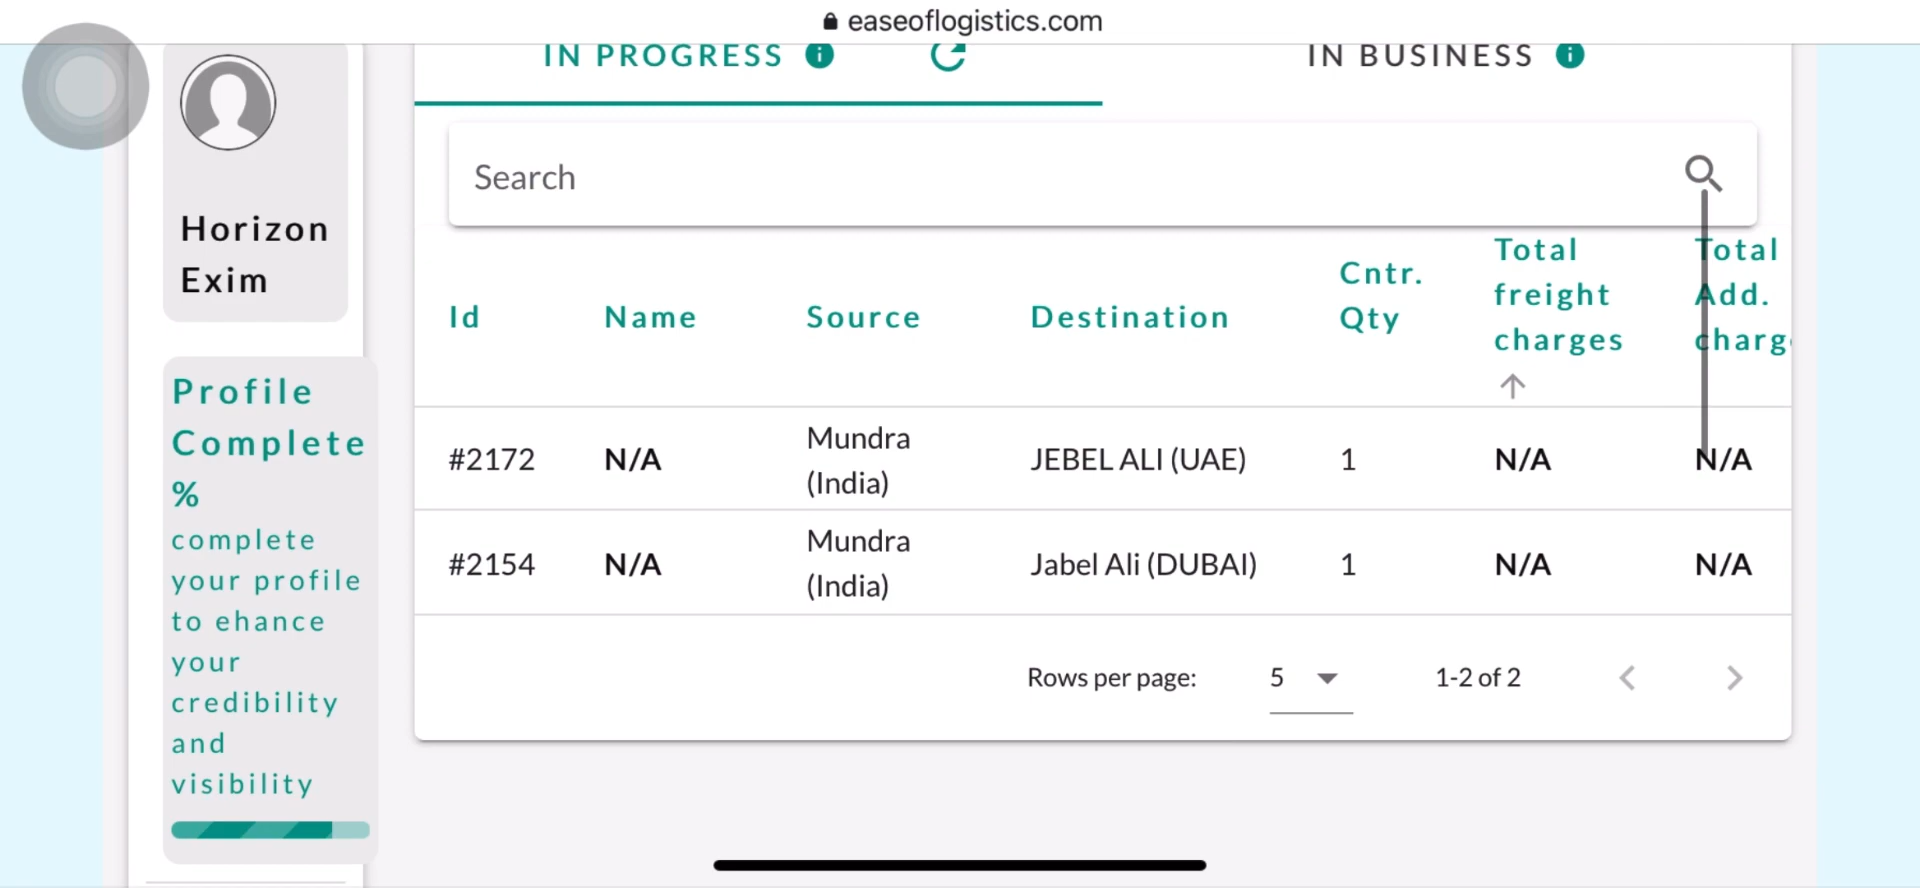 easeoflogistics.com
IN PROGRESS
IN BUSINESS
Horizon
Exim
Profile
Complete
%
complete
your profile
to ehance
your
credibility
and
visibility
Search
Id Name Source Destination Cntr. Qty Total freight charges Total Add.
#2172 N/A Mundra (India) JEBEL ALI (UAE) 1 N/A N/A
#2154 N/A Mundra (India) Jabel Ali (DUBAI) 1 N/A N/A
Rows per page: 5 1-2 of 2